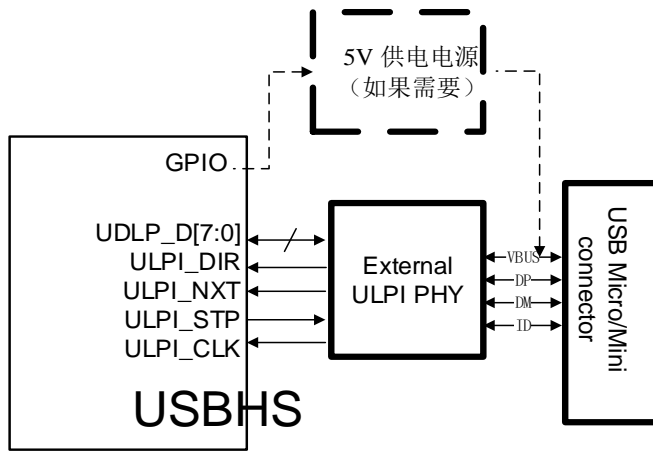 5V 供电电源
（如果需要）
GPIO
UDLP_D[7:0]
ULPI_DIR
ULPI_NXT
ULPI_STP
ULPI_CLK
USBHS
External
ULPI PHY
VBUS
DP
DM
ID
USB Micro/Mini
connector